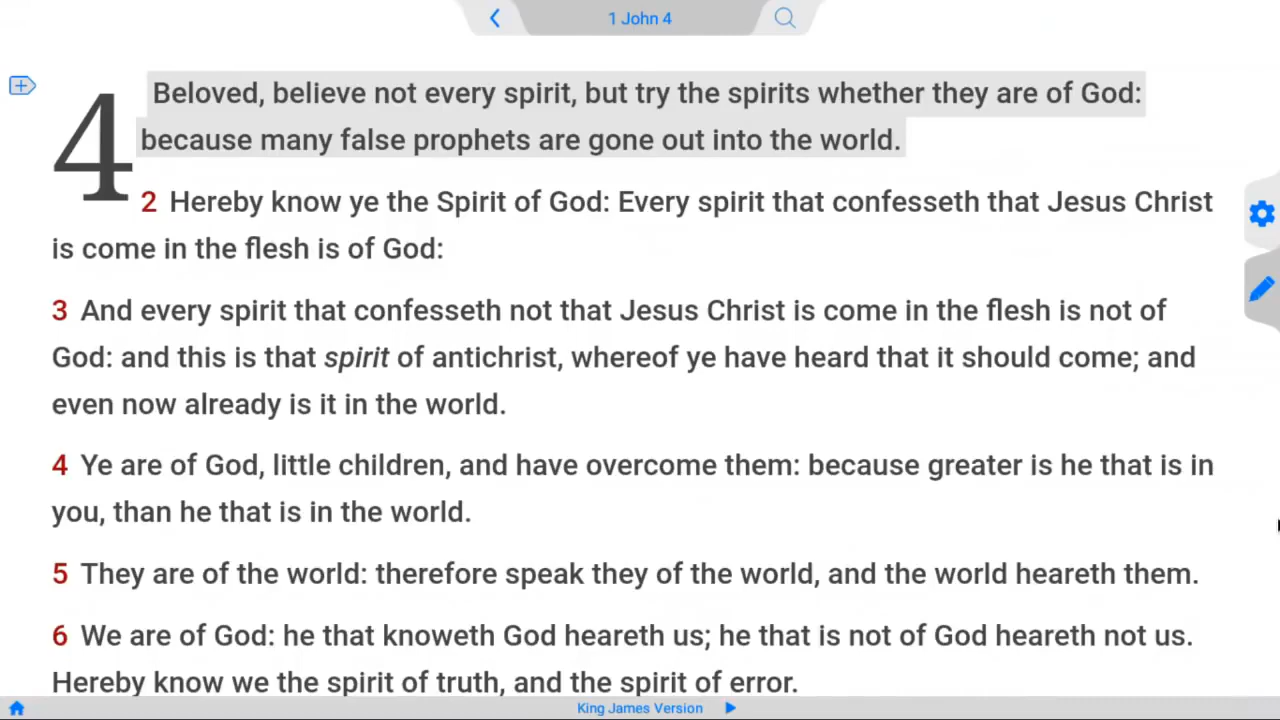 1 John 4
4 Beloved, believe not every spirit, but try the spirits whether they are of God:
because many false prophets are gone out into the world.
2 Hereby know ye the Spirit of God: Every spirit that confesseth that Jesus Christ
is come in the flesh is of God:
3 And every spirit that confesseth not that Jesus Christ is come in the flesh is not of
God: and this is that spirit of antichrist, whereof ye have heard that it should come; and
even now already is it in the world.
4 Ye are of God, little children, and have overcome them: because greater is he that is in
you, than he that is in the world.
5 They are of the world: therefore speak they of the world, and the world heareth them.
6 We are of God: he that knoweth God heareth us; he that is not of God heareth not us.
Hereby know we the spirit of truth, and the spirit of error.
King James Version